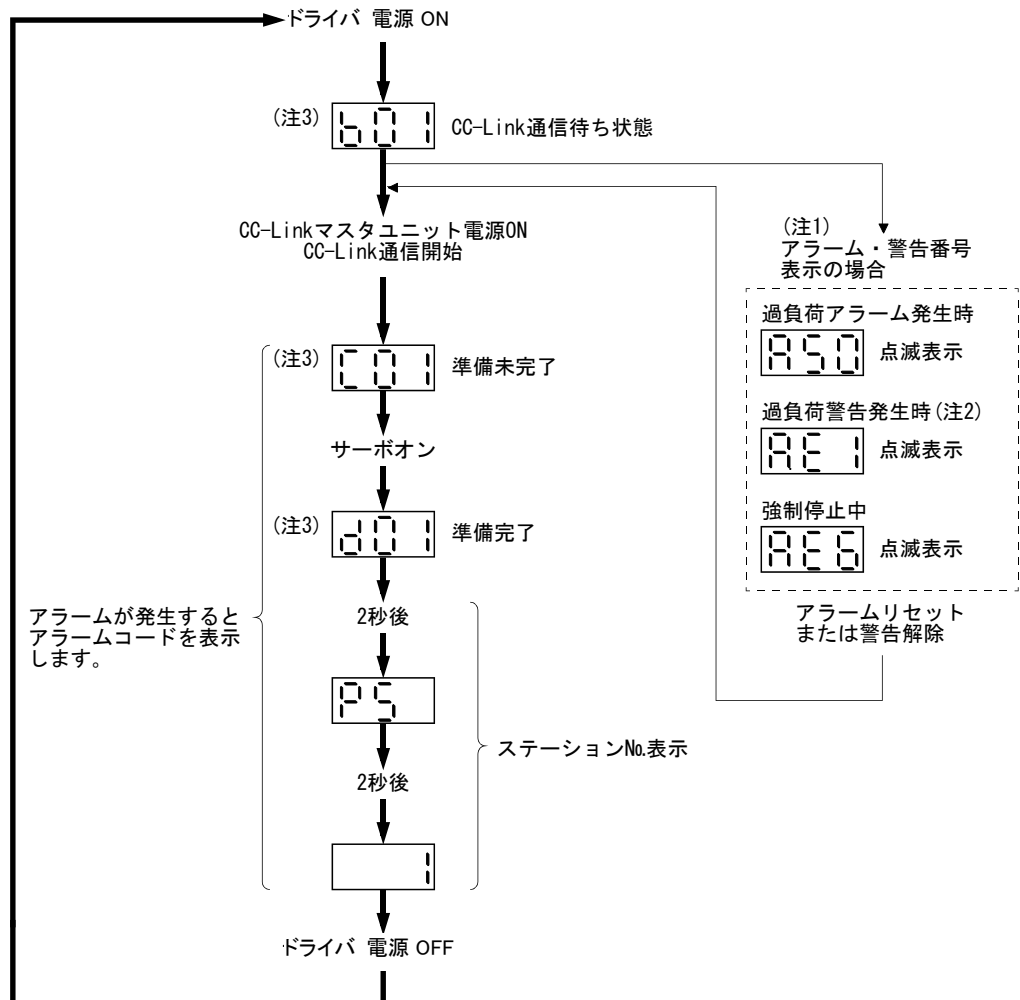 ドライバ 電源 ON
(注3) b01 CC-Link通信待ち状態
CC-Linkマスタユニット電源ON
CC-Link通信開始
(注3) C01 準備未完了
サーボオン
(注3) d01 準備完了
2秒後
PS
2秒後
1
ドライバ 電源 OFF
アラームが発生すると
アラームコードを表示
します。
ステーション№表示
(注1)
アラーム・警告番号
表示の場合
過負荷アラーム発生時
A50 点滅表示
過負荷警告発生時(注2)
A.E1 点滅表示
強制停止中
AE6 点滅表示
アラームリセット
または警告解除